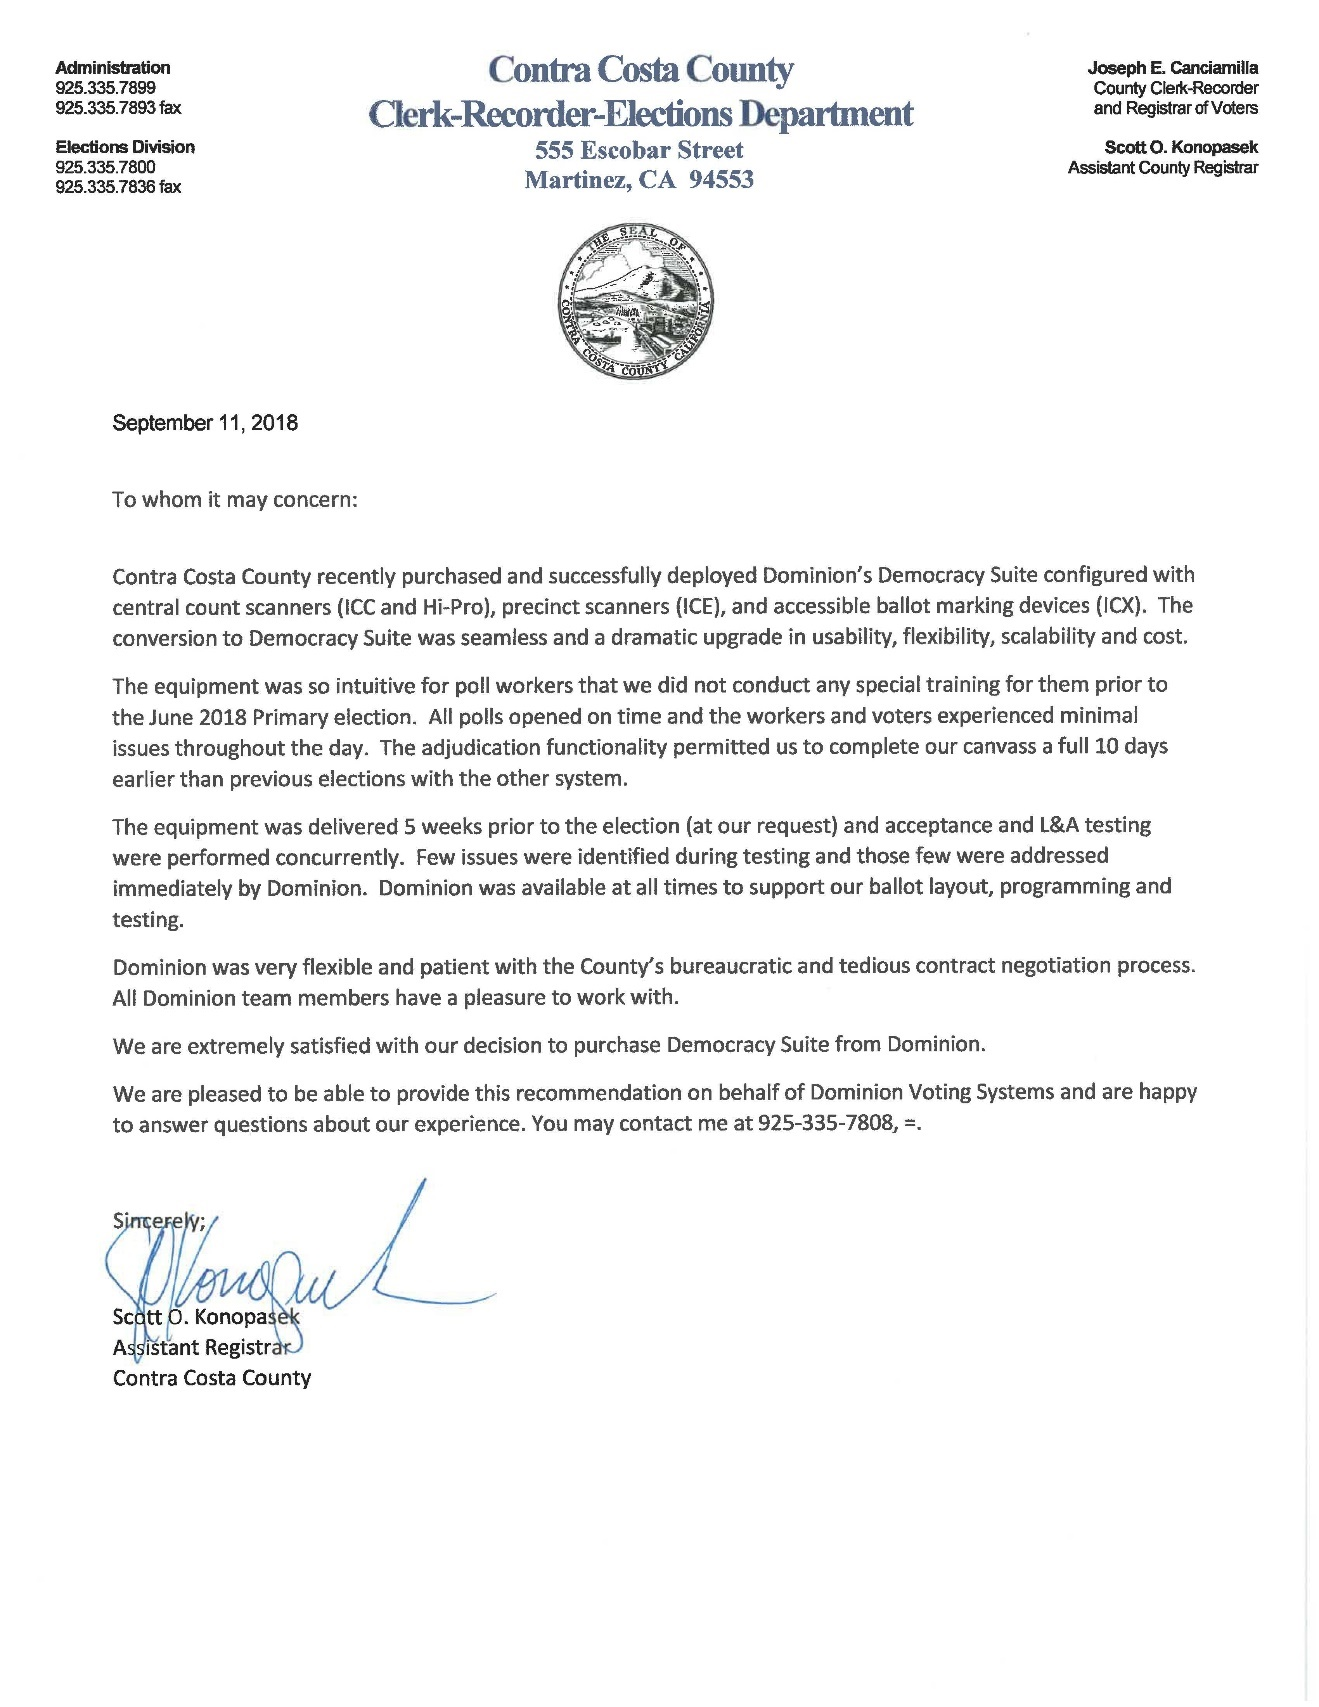 Administration
925.335.7899
925.335.7893 fax
Elections Division
925.335.7800
925.335.7836 fax
Contra Costa County
Clerk-Recorder-Elections Department
555 Escobar Street
Martinez, CA 94553
Joseph E. Canciamilla
County Clerk-Recorder
and Registrar of Voters
Scott O. Konopasek
Assistant County Registrar
THE SEAL OF
CONTRA COSTA COUNTY CALIFORNIA
September 11, 2018
To whom it may concern:
Contra Costa County recently purchased and successfully deployed Dominion's Democracy Suite configured with
central count scanners (ICC and Hi-Pro), precinct scanners (ICE), and accessible ballot marking devices (ICX). The
conversion to Democracy Suite was seamless and a dramatic upgrade in usability, flexibility, scalability and cost.
The equipment was so intuitive for poll workers that we did not conduct any special training for them prior to
the June 2018 Primary election. All polls opened on time and the workers and voters experienced minimal
issues throughout the day. The adjudication functionality permitted us to complete our canvass a full 10 days
earlier than previous elections with the other system.
The equipment was delivered 5 weeks prior to the election (at our request) and acceptance and L&A testing
were performed concurrently. Few issues were identified during testing and those few were addressed
immediately by Dominion. Dominion was available at all times to support our ballot layout, programming and
testing.
Dominion was very flexible and patient with the County's bureaucratic and tedious contract negotiation process.
All Dominion team members have a pleasure to work with.
We are extremely satisfied with our decision to purchase Democracy Suite from Dominion.
We are pleased to be able to provide this recommendation on behalf of Dominion Voting Systems and are happy
to answer questions about our experience. You may contact me at 925-335-7808, =.
Sincerely;
Scott O. Konopasek
Assistant Registrar
Contra Costa County